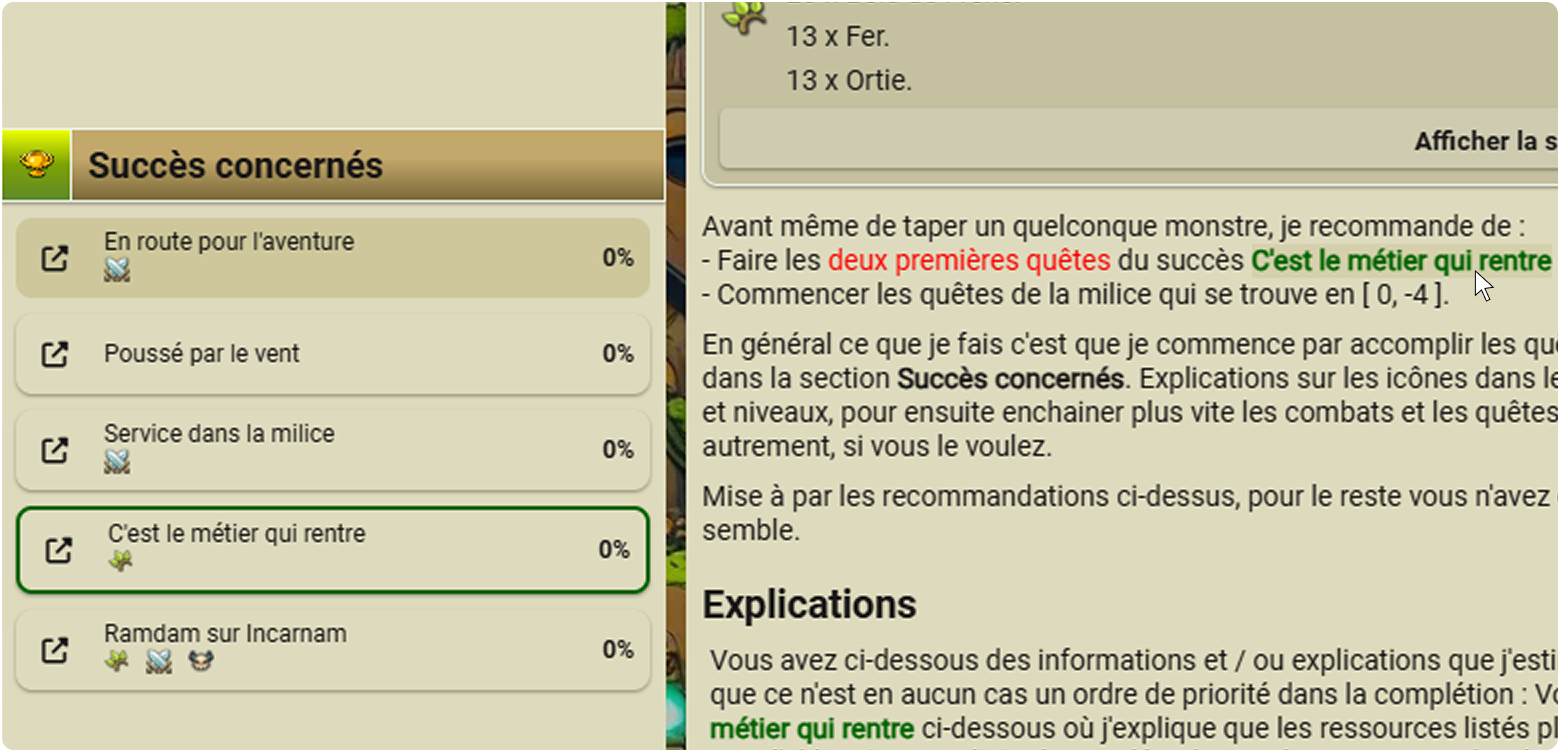 Succès concernés
En route pour l'aventure
0%
Poussé par le vent
0%
Service dans la milice
0%
C'est le métier qui rentre
0%
Ramdam sur Incarnam
0%
13 x Fer.
13 x Ortie.
Afficher la s
Avant même de taper un quelconque monstre, je recommande de :
- Faire les deux premières quêtes du succès C'est le métier qui rentre
- Commencer les quêtes de la milice qui se trouve en [ 0, -4 ].
En général ce que je fais c'est que je commence par accomplir les qu
dans la section Succès concernés. Explications sur les icônes dans le
et niveaux, pour ensuite enchainer plus vite les combats et les quêtes
autrement, si vous le voulez.
Mise à par les recommandations ci-dessus, pour le reste vous n'avez
semble.
Explications
Vous avez ci-dessous des informations et / ou explications que j'esti
que ce n'est en aucun cas un ordre de priorité dans la complétion : Vo
métier qui rentre ci-dessous où j'explique que les ressources listés pl